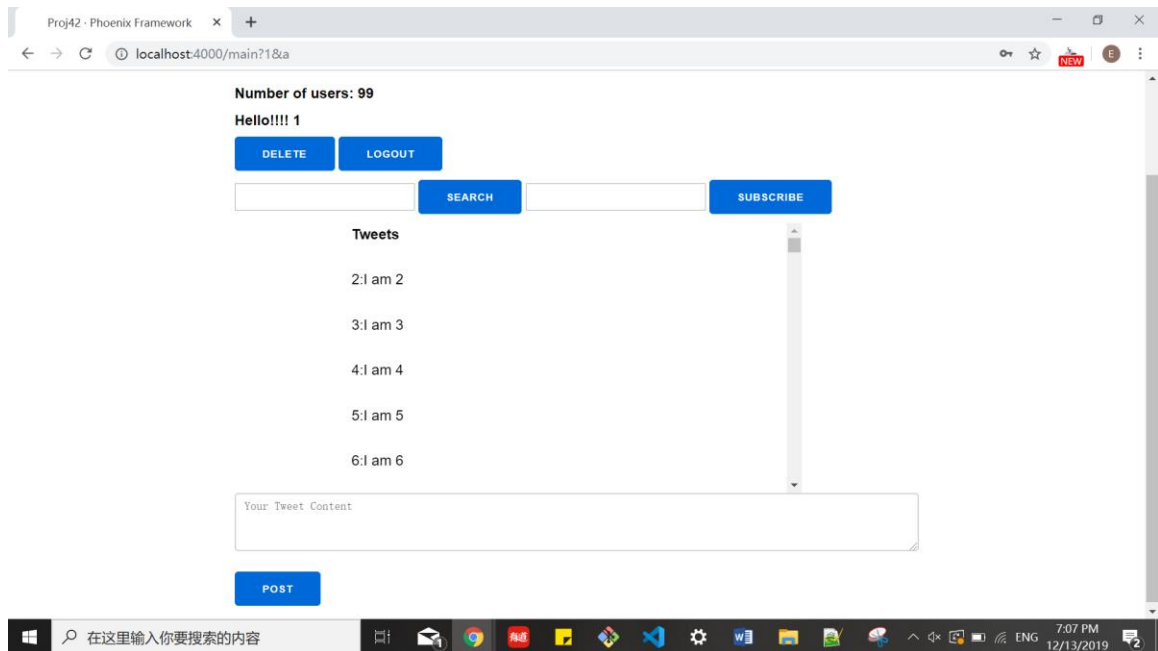 Proj42 · Phoenix Framework
localhost:4000/main?1&a
NEW
E
Number of users: 99
Hello!!!! 1
DELETE LOGOUT
SEARCH SUBSCRIBE
Tweets
2:I am 2
3:I am 3
4:I am 4
5:I am 5
6:I am 6
Your Tweet Content
POST
在这里输入你要搜索的内容
有道
ENG
7:07 PM
12/13/2019
2